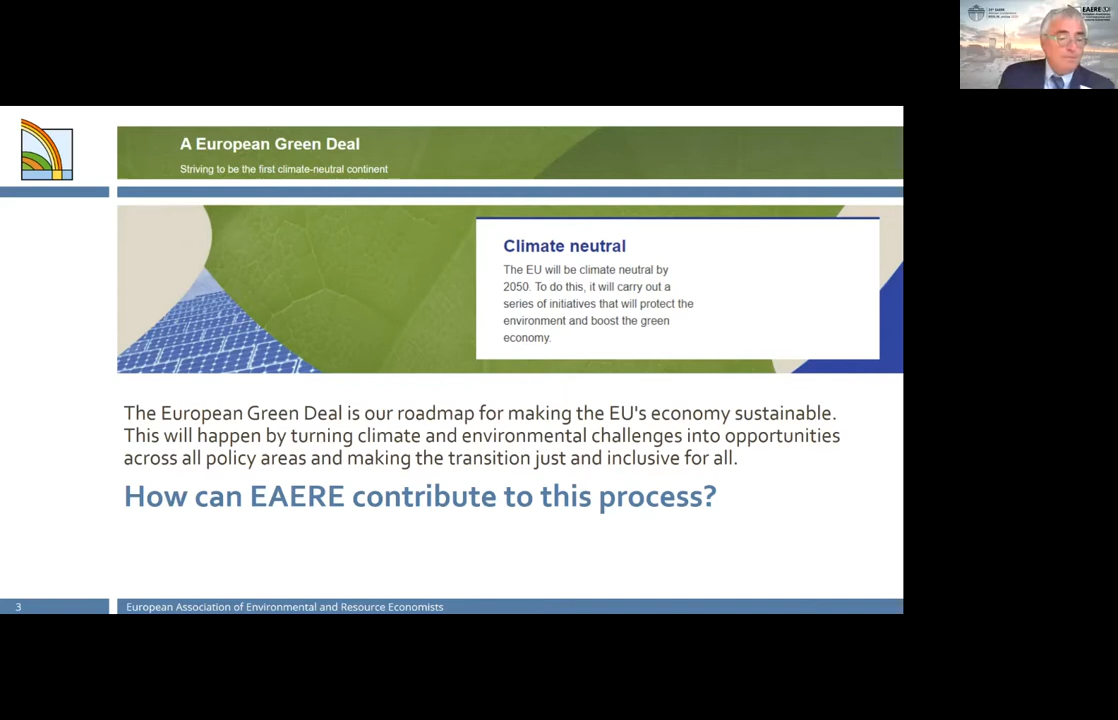 EAERE
A European Green Deal
Striving to be the first climate-neutral continent
Climate neutral
The EU will be climate neutral by
2050. To do this, it will carry out a
series of initiatives that will protect the
environment and boost the green
economy.
The European Green Deal is our roadmap for making the EU's economy sustainable.
This will happen by turning climate and environmental challenges into opportunities
across all policy areas and making the transition just and inclusive for all.
How can EAERE contribute to this process?
3
European Association of Environmental and Resource Economists